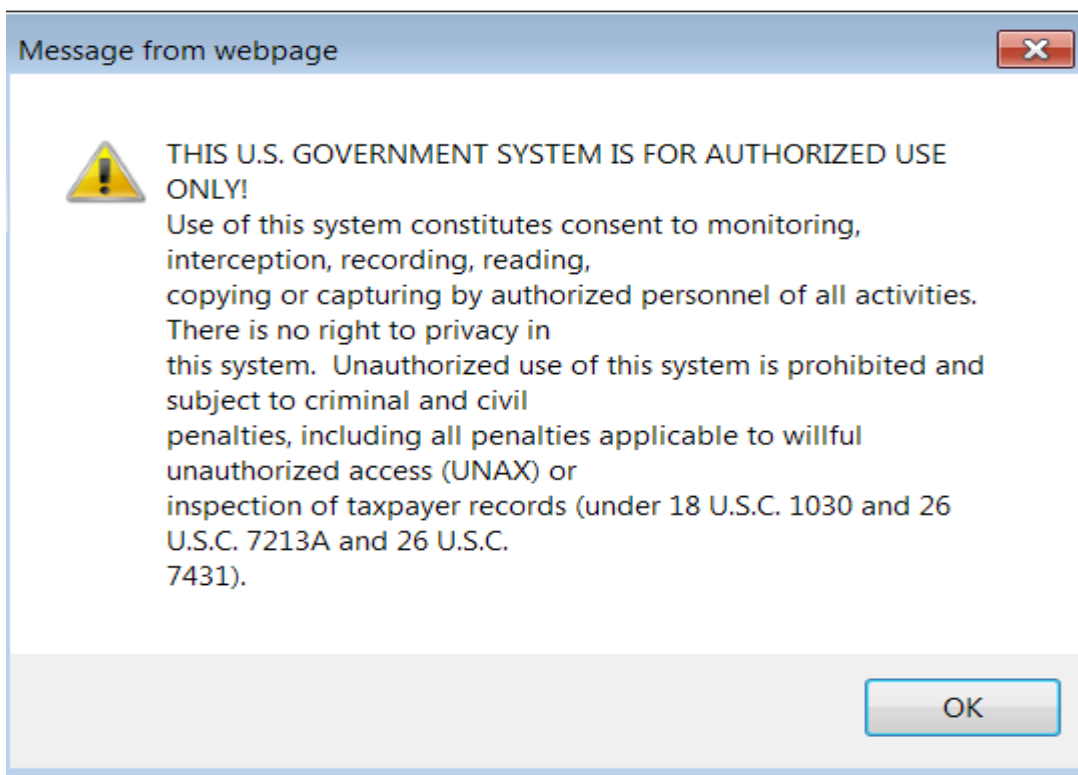 Message from webpage
THIS U.S. GOVERNMENT SYSTEM IS FOR AUTHORIZED USE
ONLY!
Use of this system constitutes consent to monitoring,
interception, recording, reading,
copying or capturing by authorized personnel of all activities.
There is no right to privacy in
this system.  Unauthorized use of this system is prohibited and
subject to criminal and civil
penalties, including all penalties applicable to willful
unauthorized access (UNAX) or
inspection of taxpayer records (under 18 U.S.C. 1030 and 26
U.S.C. 7213A and 26 U.S.C.
7431).
OK